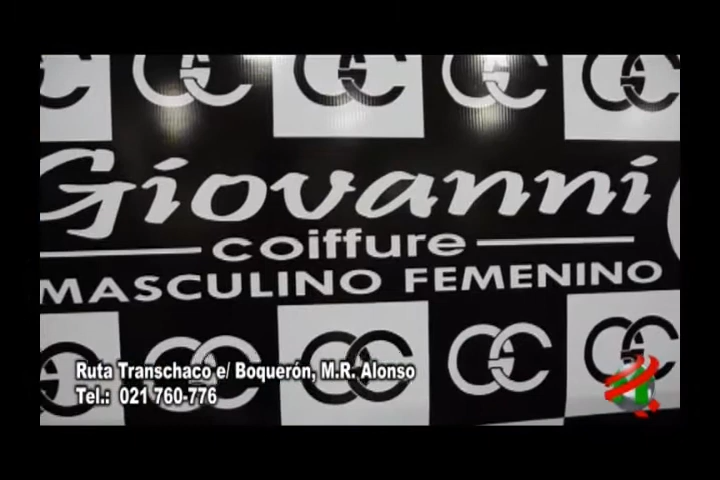 Giovanni
coiffure
MASCULINO FEMENINO
Ruta Transchaco e/ Boquerón, M.R. Alonso
Tel.: 021 760-776